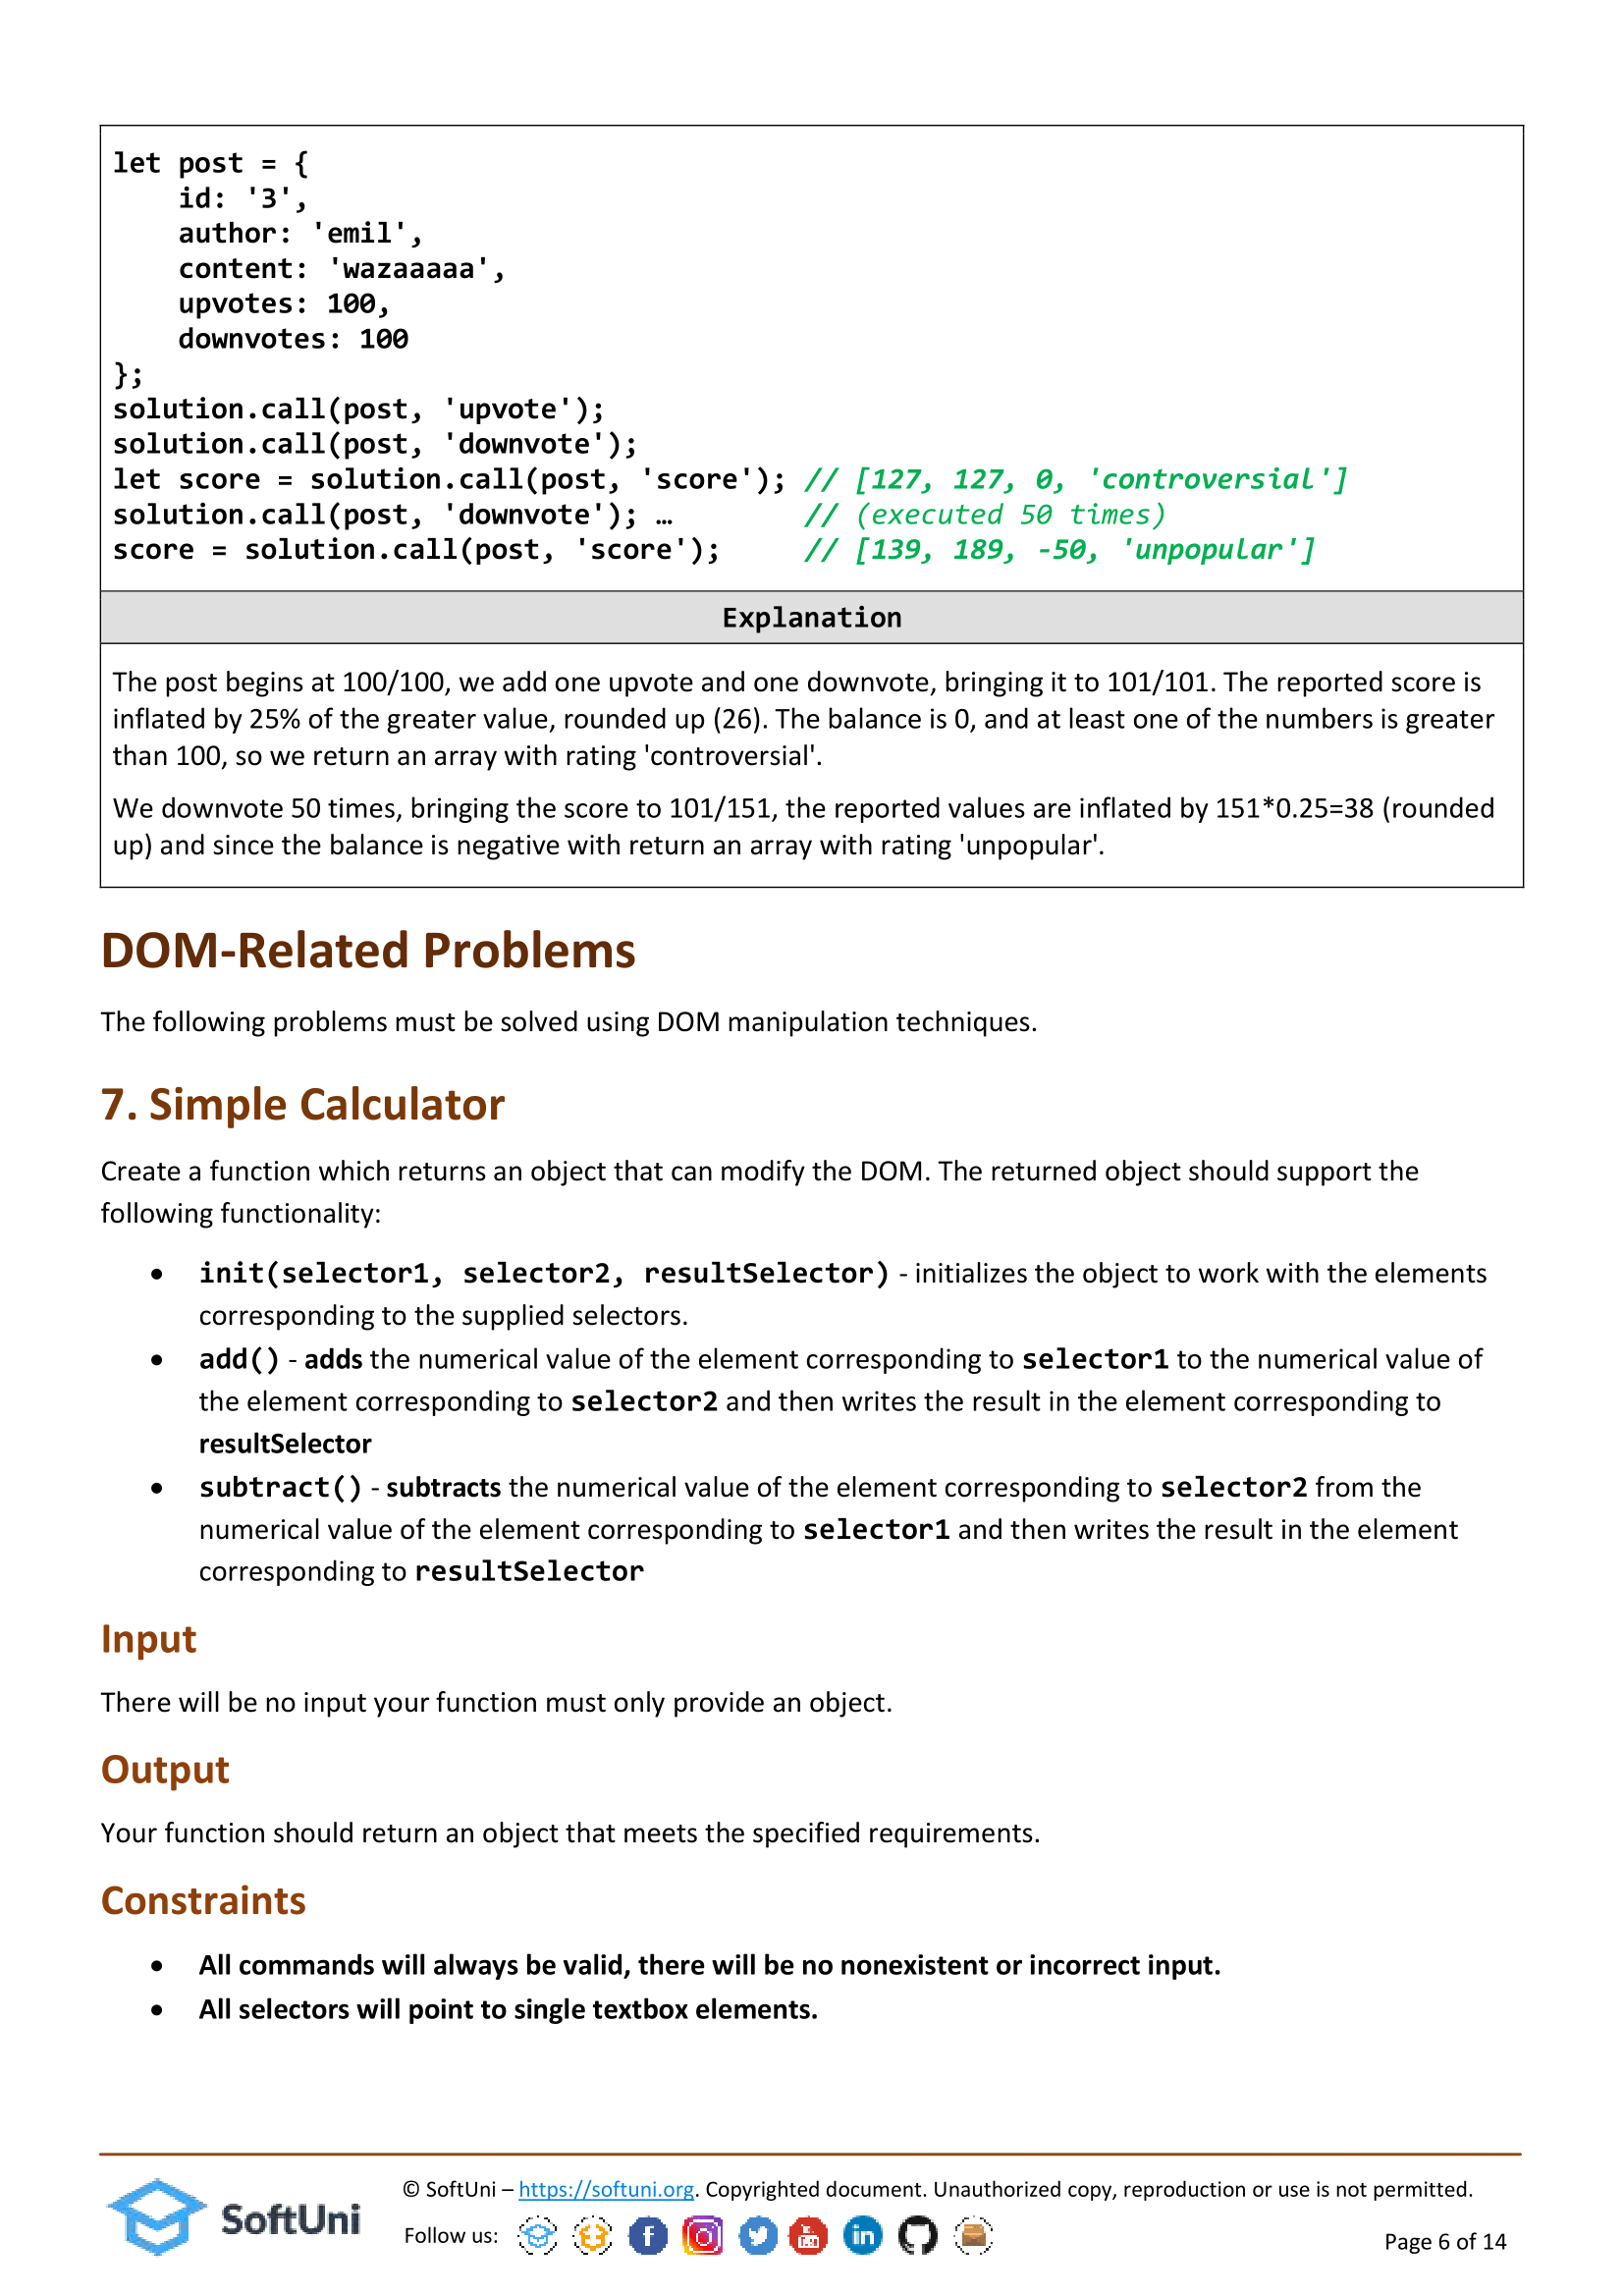 let post = {
    id: '3',
    author: 'emil',
    content: 'wazaaaaa',
    upvotes: 100,
    downvotes: 100
};
solution.call(post, 'upvote');
solution.call(post, 'downvote');
let score = solution.call(post, 'score'); // [127, 127, 0, 'controversial']
solution.call(post, 'downvote'); …        // (executed 50 times)
score = solution.call(post, 'score');     // [139, 189, -50, 'unpopular']
Explanation
The post begins at 100/100, we add one upvote and one downvote, bringing it to 101/101. The reported score is
inflated by 25% of the greater value, rounded up (26). The balance is 0, and at least one of the numbers is greater
than 100, so we return an array with rating 'controversial'.
We downvote 50 times, bringing the score to 101/151, the reported values are inflated by 151*0.25=38 (rounded
up) and since the balance is negative with return an array with rating 'unpopular'.
DOM-Related Problems
The following problems must be solved using DOM manipulation techniques.
7. Simple Calculator
Create a function which returns an object that can modify the DOM. The returned object should support the
following functionality:
• init(selector1, selector2, resultSelector) - initializes the object to work with the elements
corresponding to the supplied selectors.
• add() - adds the numerical value of the element corresponding to selector1 to the numerical value of
the element corresponding to selector2 and then writes the result in the element corresponding to
resultSelector
• subtract() - subtracts the numerical value of the element corresponding to selector2 from the
numerical value of the element corresponding to selector1 and then writes the result in the element
corresponding to resultSelector
Input
There will be no input your function must only provide an object.
Output
Your function should return an object that meets the specified requirements.
Constraints
• All commands will always be valid, there will be no nonexistent or incorrect input.
• All selectors will point to single textbox elements.
SoftUni
© SoftUni – https://softuni.org. Copyrighted document. Unauthorized copy, reproduction or use is not permitted.
Follow us:
Page 6 of 14